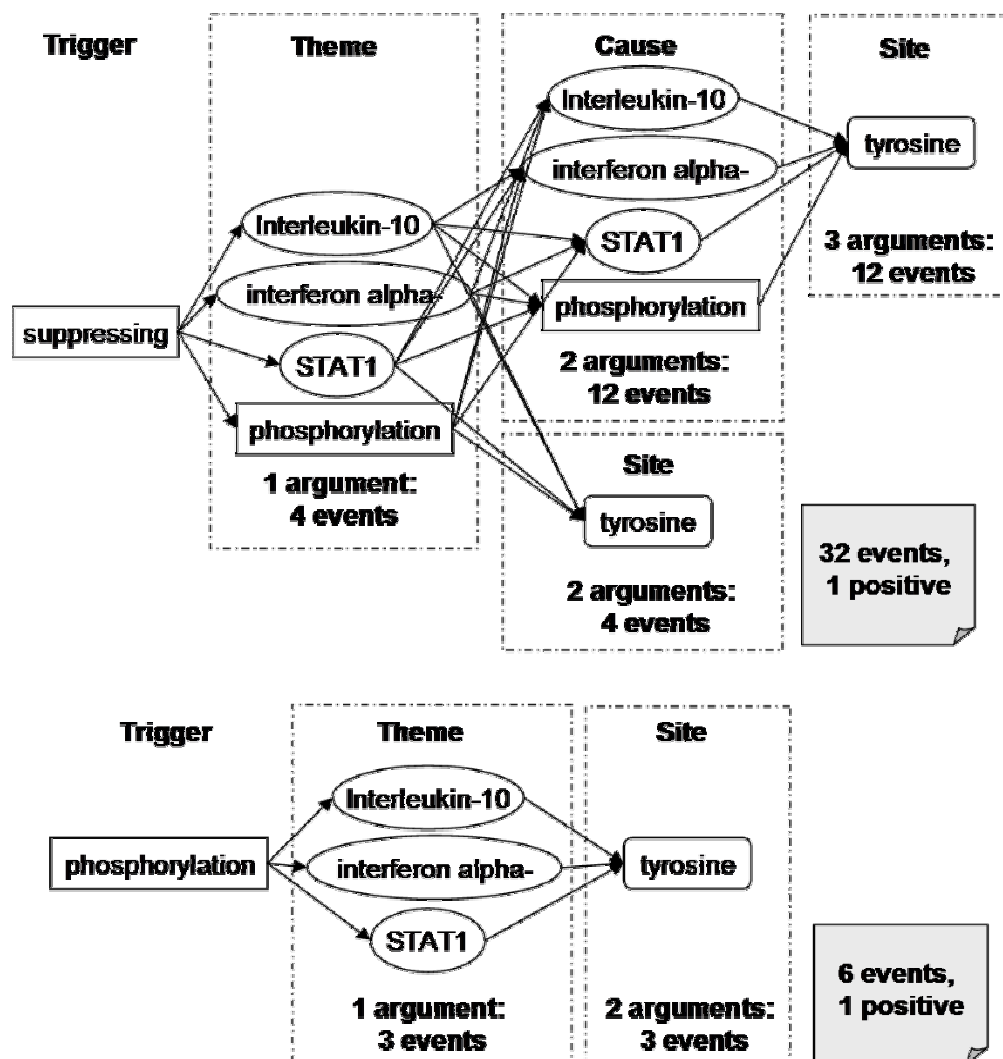 Trigger
Theme
Cause
Site
Interleukin-10
interferon alpha-
STAT1
phosphorylation
tyrosine
3 arguments:
12 events
suppressing
Interleukin-10
interferon alpha-
STAT1
phosphorylation
1 argument:
4 events
2 arguments:
12 events
Site
tyrosine
2 arguments:
4 events
32 events,
1 positive
Trigger
Theme
Site
phosphorylation
Interleukin-10
interferon alpha-
STAT1
tyrosine
1 argument:
3 events
2 arguments:
3 events
6 events,
1 positive